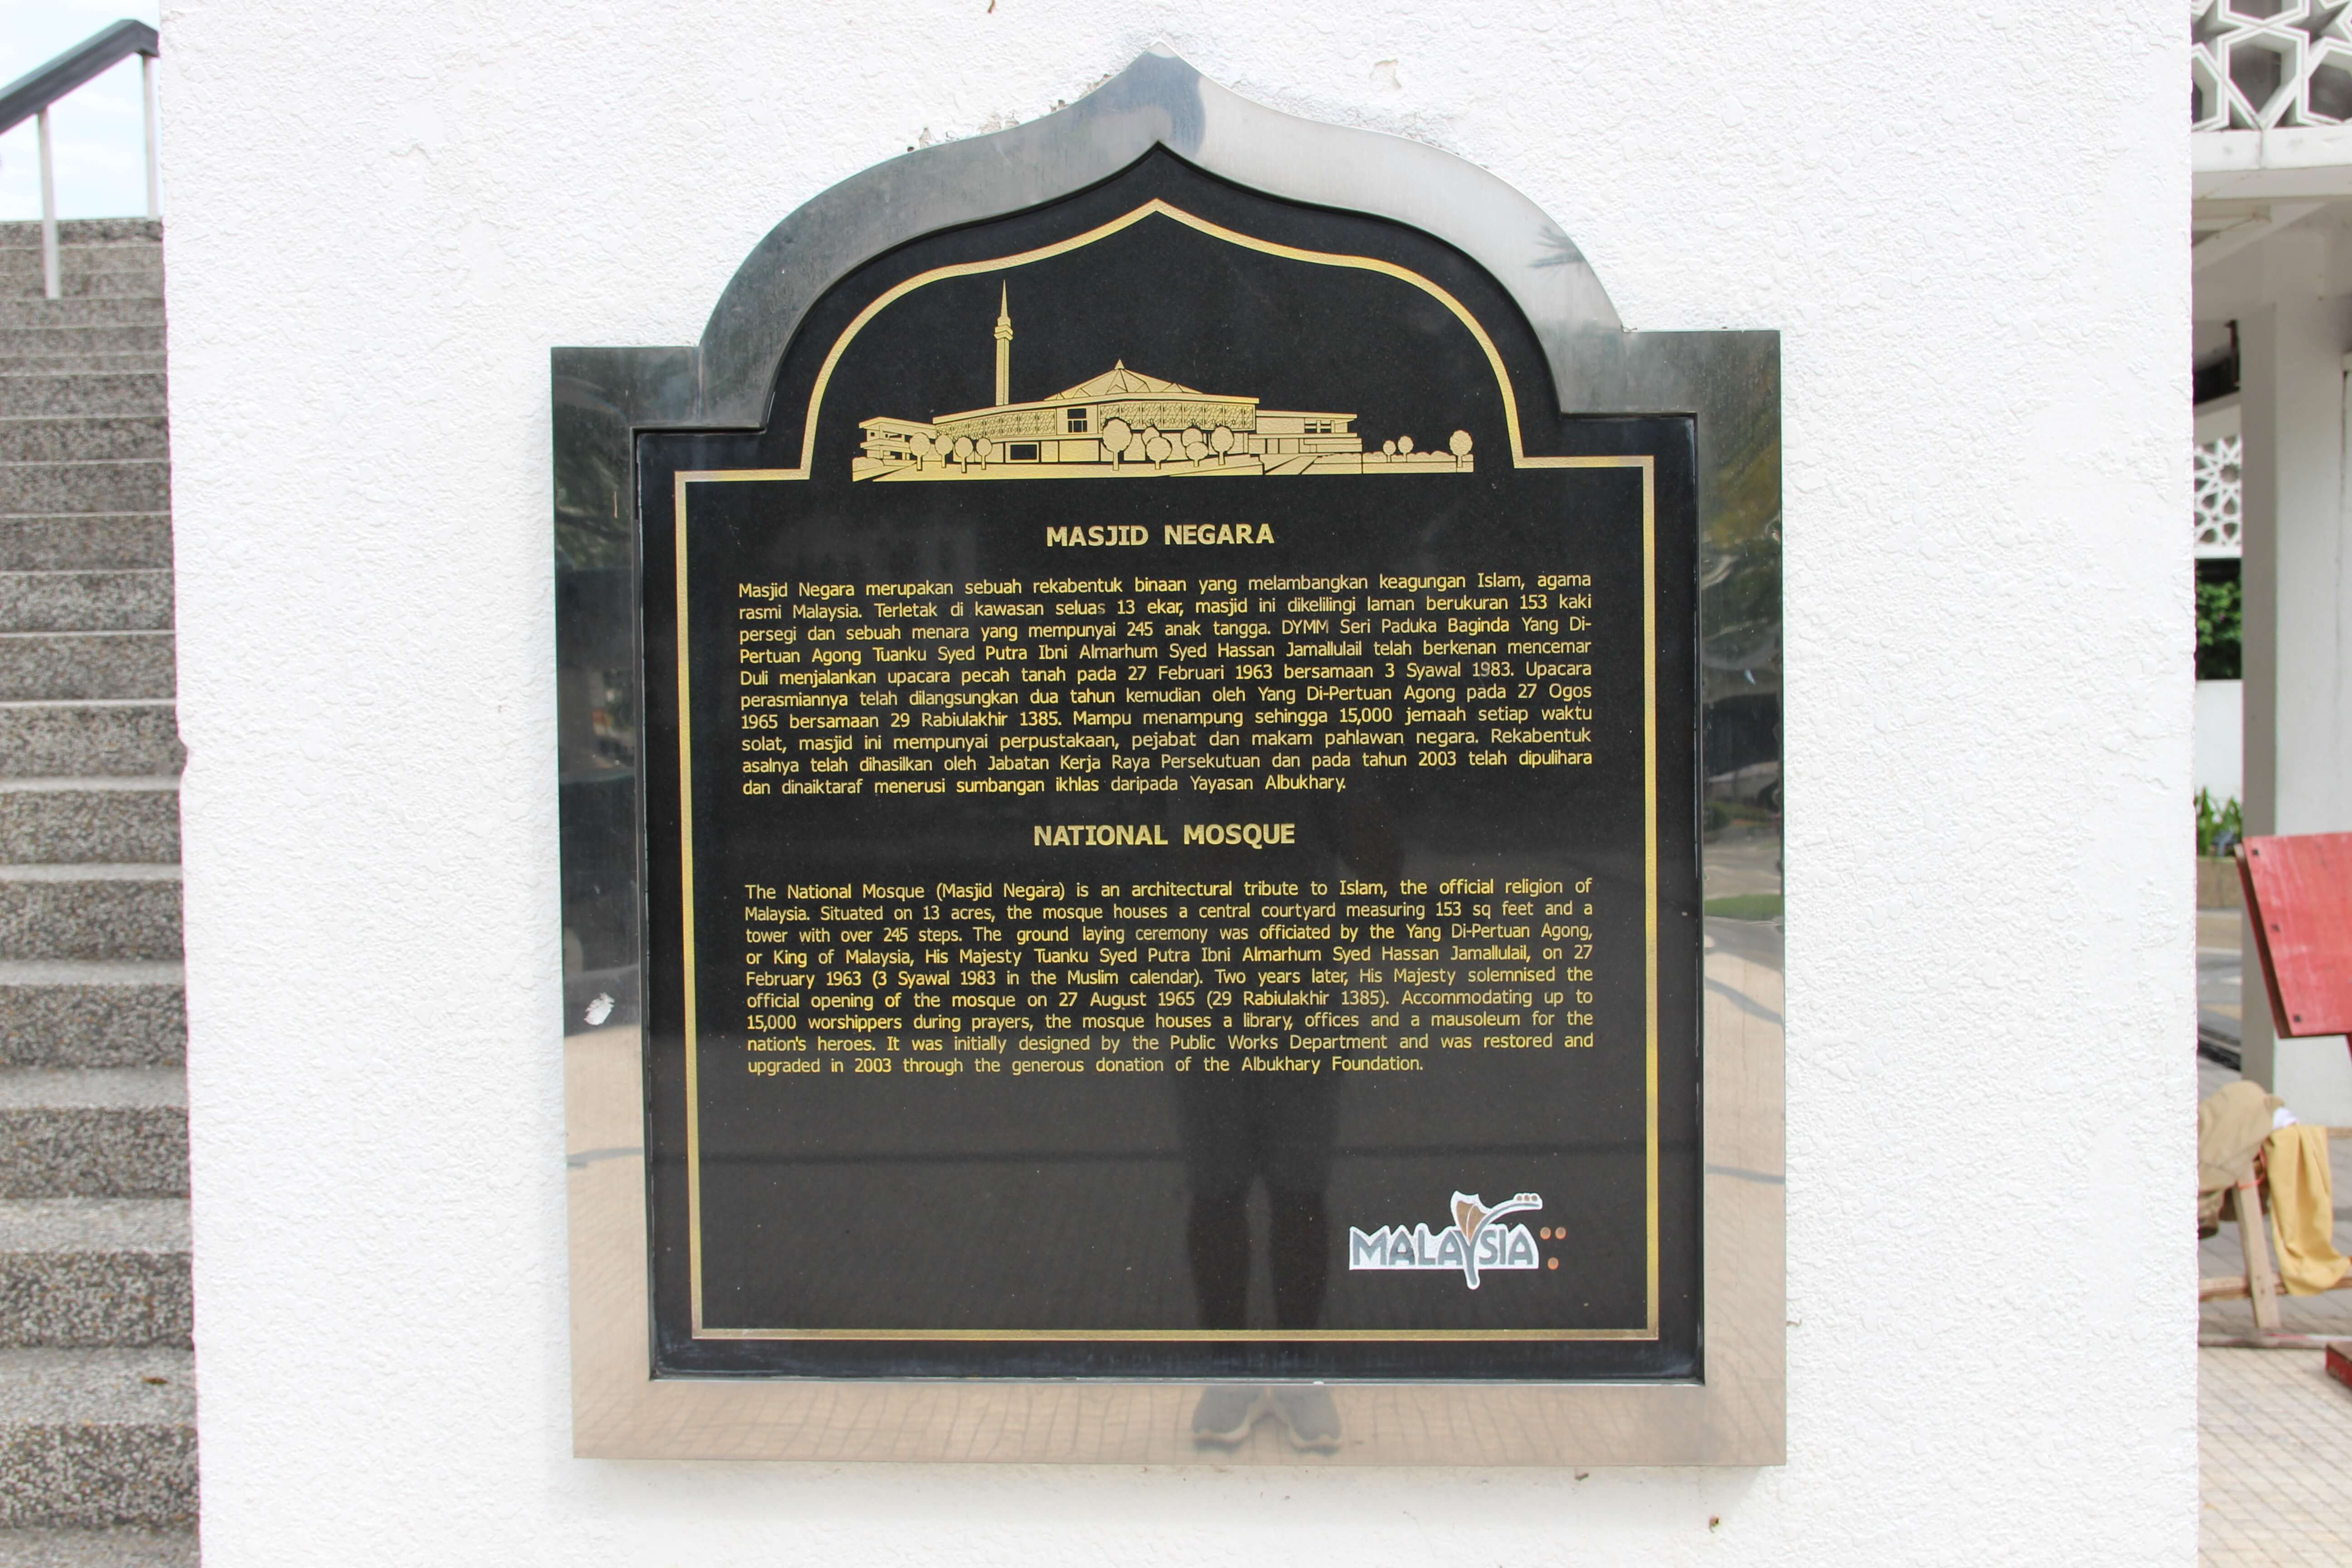 MASJID NEGARA
Masjid Negara merupakan sebuah rekabentuk binaan yang melambangkan keagungan Islam, agama
rasmi Malaysia. Terletak di kawasan seluas 13 ekar, masjid ini dikelilingi laman berukuran 153 kaki
persegi dan sebuah menara yang mempunyai 245 anak tangga. DYMM Seri Paduka Baginda Yang Di-
Pertuan Agong Tuanku Syed Putra Ibni Almarhum Syed Hassan Jamallulail telah berkenan mencemar
Duli menjalankan upacara pecah tanah pada 27 Februari 1963 bersamaan 3 Syawal 1983. Upacara
perasmiannya telah dilangsungkan dua tahun kemudian oleh Yang Di-Pertuan Agong pada 27 Ogos
1965 bersamaan 29 Rabiulakhir 1385. Mampu menampung sehingga 15,000 jemaah setiap waktu
solat, masjid ini mempunyai perpustakaan, pejabat dan makam pahlawan negara. Rekabentuk
asalnya telah dihasilkan oleh Jabatan Kerja Raya Persekutuan dan pada tahun 2003 telah dipulihara
dan dinaiktaraf menerusi sumbangan ikhlas daripada Yayasan Albukhary.
NATIONAL MOSQUE
The National Mosque (Masjid Negara) is an architectural tribute to Islam, the official religion of
Malaysia. Situated on 13 acres, the mosque houses a central courtyard measuring 153 sq feet and a
tower with over 245 steps. The ground laying ceremony was officiated by the Yang Di-Pertuan Agong,
or King of Malaysia, His Majesty Tuanku Syed Putra Ibni Almarhum Syed Hassan Jamallulail, on 27
February 1963 (3 Syawal 1983 in the Muslim calendar). Two years later, His Majesty solemnised the
official opening of the mosque on 27 August 1965 (29 Rabiulakhir 1385). Accommodating up to
15,000 worshippers during prayers, the mosque houses a library, offices and a mausoleum for the
nation's heroes. It was initially designed by the Public Works Department and was restored and
upgraded in 2003 through the generous donation of the Albukhary Foundation.
MALAYSIA